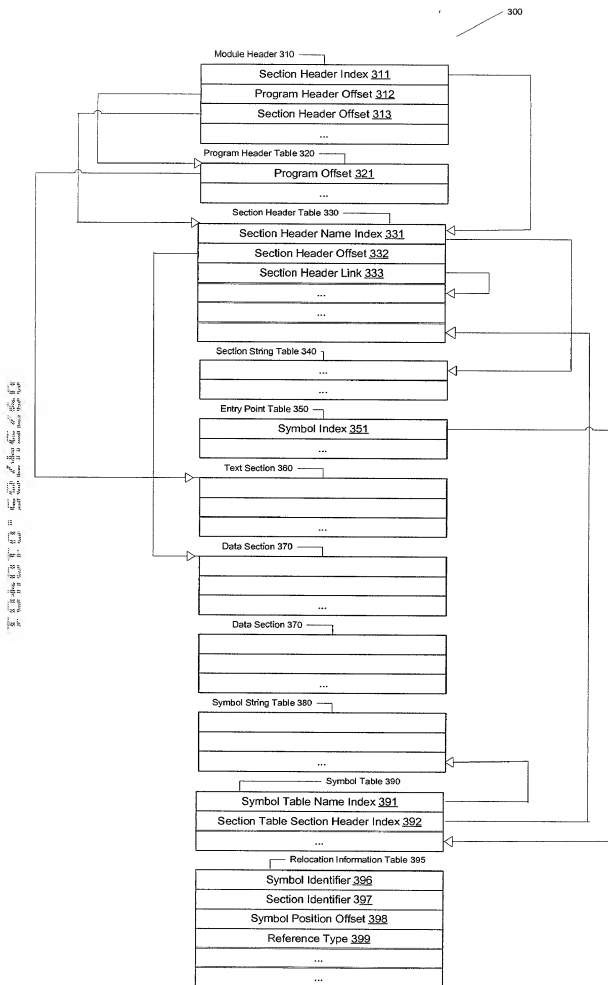 300
Module Header 310
Section Header Index 311
Program Header Offset 312
Section Header Offset 313
...
Program Header Table 320
Program Offset 321
...
Section Header Table 330
Section Header Name Index 331
Section Header Offset 332
Section Header Link 333
...
...
Section String Table 340
...
...
Entry Point Table 350
Symbol Index 351
...
Text Section 360
...
Data Section 370
...
Data Section 370
...
Symbol String Table 380
...
Symbol Table 390
Symbol Table Name Index 391
Section Table Section Header Index 392
...
Relocation Information Table 395
Symbol Identifier 396
Section Identifier 397
Symbol Position Offset 398
Reference Type 399
...
...